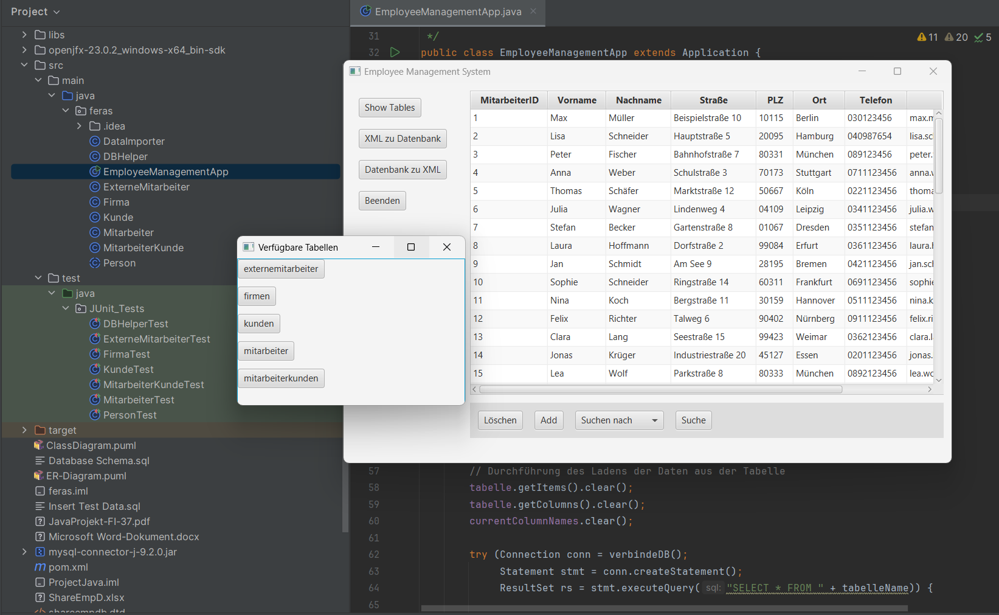 Project
libs
openjfx-23.0.2_windows-x64_bin-sdk
src
main
java
feras
.idea
DataImporter
DBHelper
EmployeeManagementApp
ExterneMitarbeiter
Firma
Kunde
Mitarbeiter
MitarbeiterKunde
Person
test
java
JUnit_Tests
DBHelperTest
ExterneMitarbeiterTest
FirmaTest
KundeTest
MitarbeiterKundeTest
MitarbeiterTest
PersonTest
target
ClassDiagram.puml
Database Schema.sql
ER-Diagram.puml
feras.iml
Insert Test Data.sql
JavaProjekt-FI-37.pdf
Microsoft Word-Dokument.docx
mysql-connector-j-9.2.0.jar
pom.xml
ProjectJava.iml
ShareEmpD.xlsx
shareempdb.dtd
EmployeeManagementApp.java
11 20 5
31 */
32 public class EmployeeManagementApp extends Application {
Employee Management System
Show Tables
XML zu Datenbank
Datenbank zu XML
Beenden
MitarbeiterID Vorname Nachname Straße PLZ Ort Telefon
1 Max Müller Beispielstraße 10 10115 Berlin 030123456 max.m
2 Lisa Schneider Hauptstraße 5 20095 Hamburg 040987654 lisa.sc
3 Peter Fischer Bahnhofstraße 7 80331 München 089123456 peter.
4 Anna Weber Schulstraße 3 70173 Stuttgart 0711123456 anna.w
5 Thomas Schäfer Marktstraße 12 50667 Köln 0221123456 thoma
6 Julia Wagner Lindenweg 4 04109 Leipzig 0341123456 julia.w
7 Stefan Becker Gartenstraße 8 01067 Dresden 0351123456 stefan
8 Laura Hoffmann Dorfstraße 2 99084 Erfurt 0361123456 laura.h
9 Jan Schmidt Am See 9 28195 Bremen 0421123456 jan.scl
10 Sophie Schneider Ringstraße 14 60311 Frankfurt 0691123456 sophie
11 Nina Koch Bergstraße 11 30159 Hannover 0511123456 nina.k
12 Felix Richter Talweg 6 90402 Nürnberg 0911123456 felix.ri
13 Clara Lang Seestraße 15 99423 Weimar 0362123456 clara.l
14 Jonas Krüger Industriestraße 20 45127 Essen 0201123456 jonas.
15 Lea Wolf Parkstraße 8 80333 München 0892123456 lea.wo
Löschen Add Suchen nach Suche
Verfügbare Tabellen
externemitarbeiter
firmen
kunden
mitarbeiter
mitarbeiterkunden
57 // Durchführung des Ladens der Daten aus der Tabelle
58 tabelle.getItems().clear();
59 tabelle.getColumns().clear();
60 currentColumnNames.clear();
61
62 try (Connection conn = verbindeDB();
63 Statement stmt = conn.createStatement();
64 ResultSet rs = stmt.executeQuery( sql: "SELECT * FROM " + tabelleName)) {
65